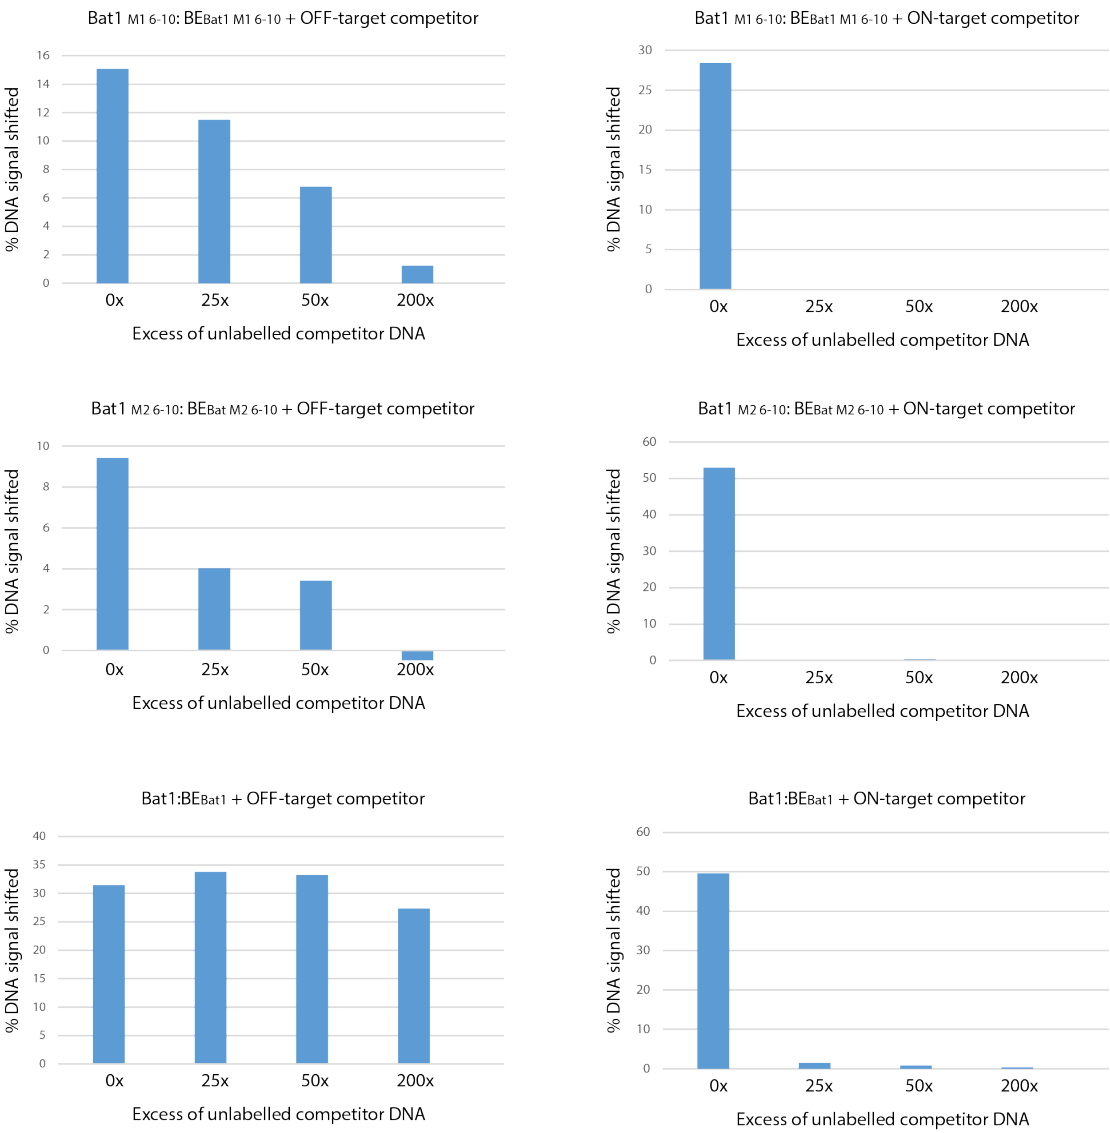 Bat1 M1 6-10: BEBat1 M1 6-10 + OFF-target competitor
% DNA signal shifted
16
14
12
10
8
6
4
2
0
0x 25x 50x 200x
Excess of unlabelled competitor DNA
Bat1 M1 6-10: BEBat1 M1 6-10 + ON-target competitor
% DNA signal shifted
30
25
20
15
10
5
0
0x 25x 50x 200x
Excess of unlabelled competitor DNA
Bat1 M2 6-10: BEBat M2 6-10 + OFF-target competitor
% DNA signal shifted
10
8
6
4
2
0
0x 25x 50x 200x
Excess of unlabelled competitor DNA
Bat1 M2 6-10: BEBat M2 6-10 + ON-target competitor
% DNA signal shifted
60
50
40
30
20
10
0
0x 25x 50x 200x
Excess of unlabelled competitor DNA
Bat1:BEBat1 + OFF-target competitor
% DNA signal shifted
40
35
30
25
20
15
10
5
0
0x 25x 50x 200x
Excess of unlabelled competitor DNA
Bat1:BEBat1 + ON-target competitor
% DNA signal shifted
60
50
40
30
20
10
0
0x 25x 50x 200x
Excess of unlabelled competitor DNA